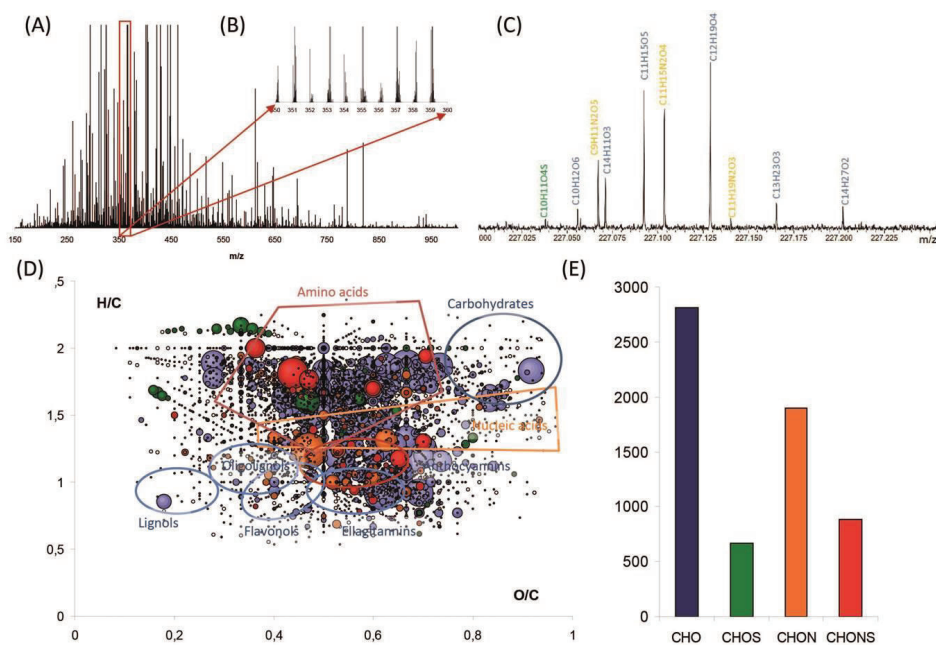 (A)
(B)
350 351 352 353 354 355 356 357 358 359 360
150 250 350 450 550 650 750 850 950
m/z
(C)
C10H11O4S
C10H12O6
C9H11N2O5
C14H11O3
C11H15O5
C11H15N2O4
C12H19O4
C11H19N2O3
C13H23O3
C14H27O2
000 227.025 227.050 227.075 227.100 227.125 227.150 227.175 227.200 227.225 m/z
(D)
,5
H/C
Amino acids
Carbohydrates
2
1,5
Nucleic acids
Oligolignols
Anthocyanins
1
Lignols
Flavonols
Ellagitannins
0,5
O/C
0
0 0,2 0,4 0,6 0,8 1
(E)
3000
2500
2000
1500
1000
500
0
CHO CHOS CHON CHONS